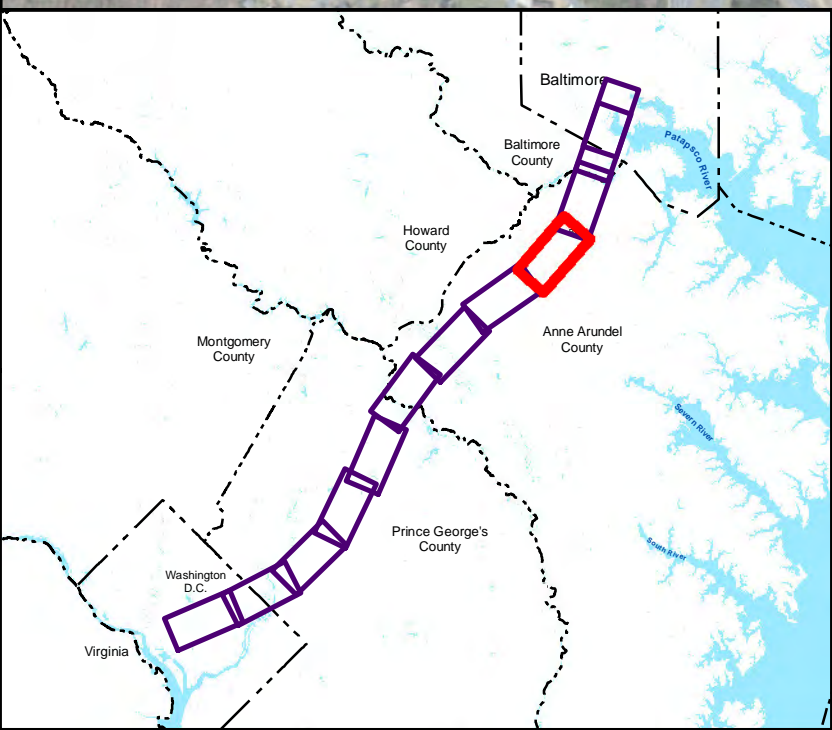 Baltimore
Patapsco River
Baltimore
County
Howard
County
Anne Arundel
County
Montgomery
County
Severn River
Prince George's
County
South River
Washington
D.C.
Virginia